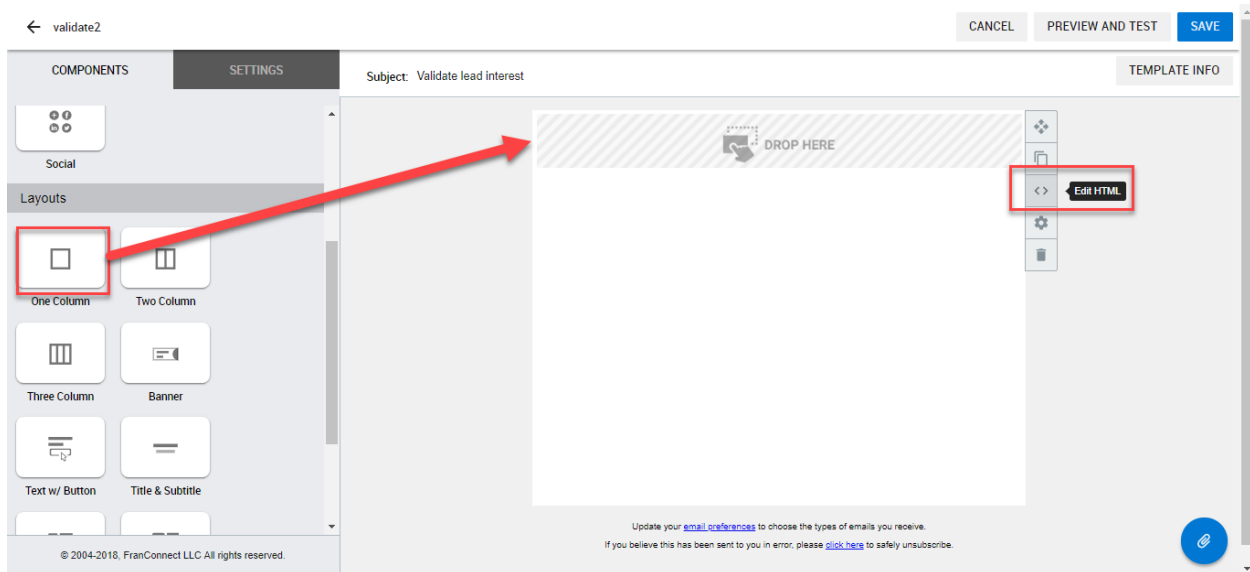 validate2
CANCEL
PREVIEW AND TEST
SAVE
COMPONENTS
SETTINGS
Subject: Validate lead interest
TEMPLATE INFO
Social
DROP HERE
Edit HTML
Layouts
One Column
Two Column
Three Column
Banner
Text w/ Button
Title & Subtitle
Update your email preferences to choose the types of emails you receive.
If you believe this has been sent to you in error, please click here to safely unsubscribe.
© 2004-2018, FranConnect LLC All rights reserved.